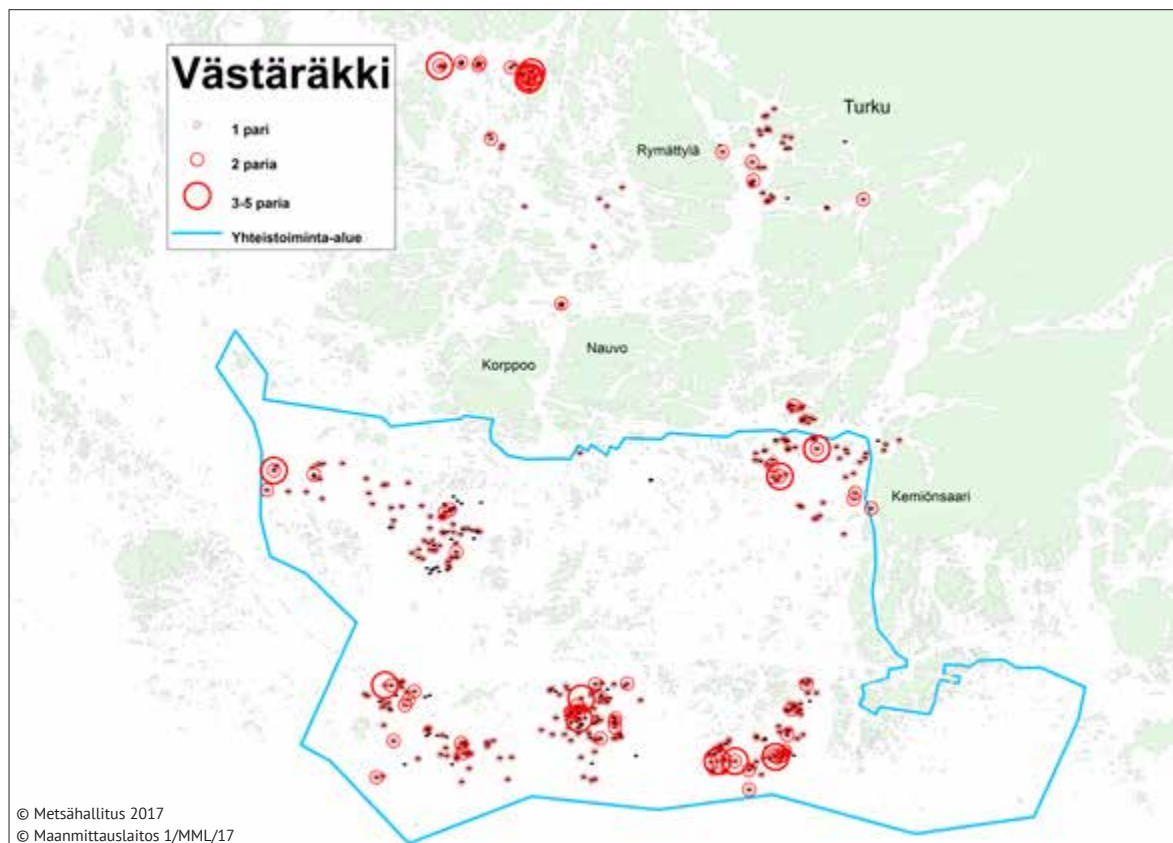 Västäräkki
1 pari
2 paria
3-5 paria
Yhteistoiminta-alue
Turku
Rymättylä
Nauvo
Korppoo
Kemiönsaari
© Metsähallitus 2017
© Maanmittauslaitos 1/MML/17